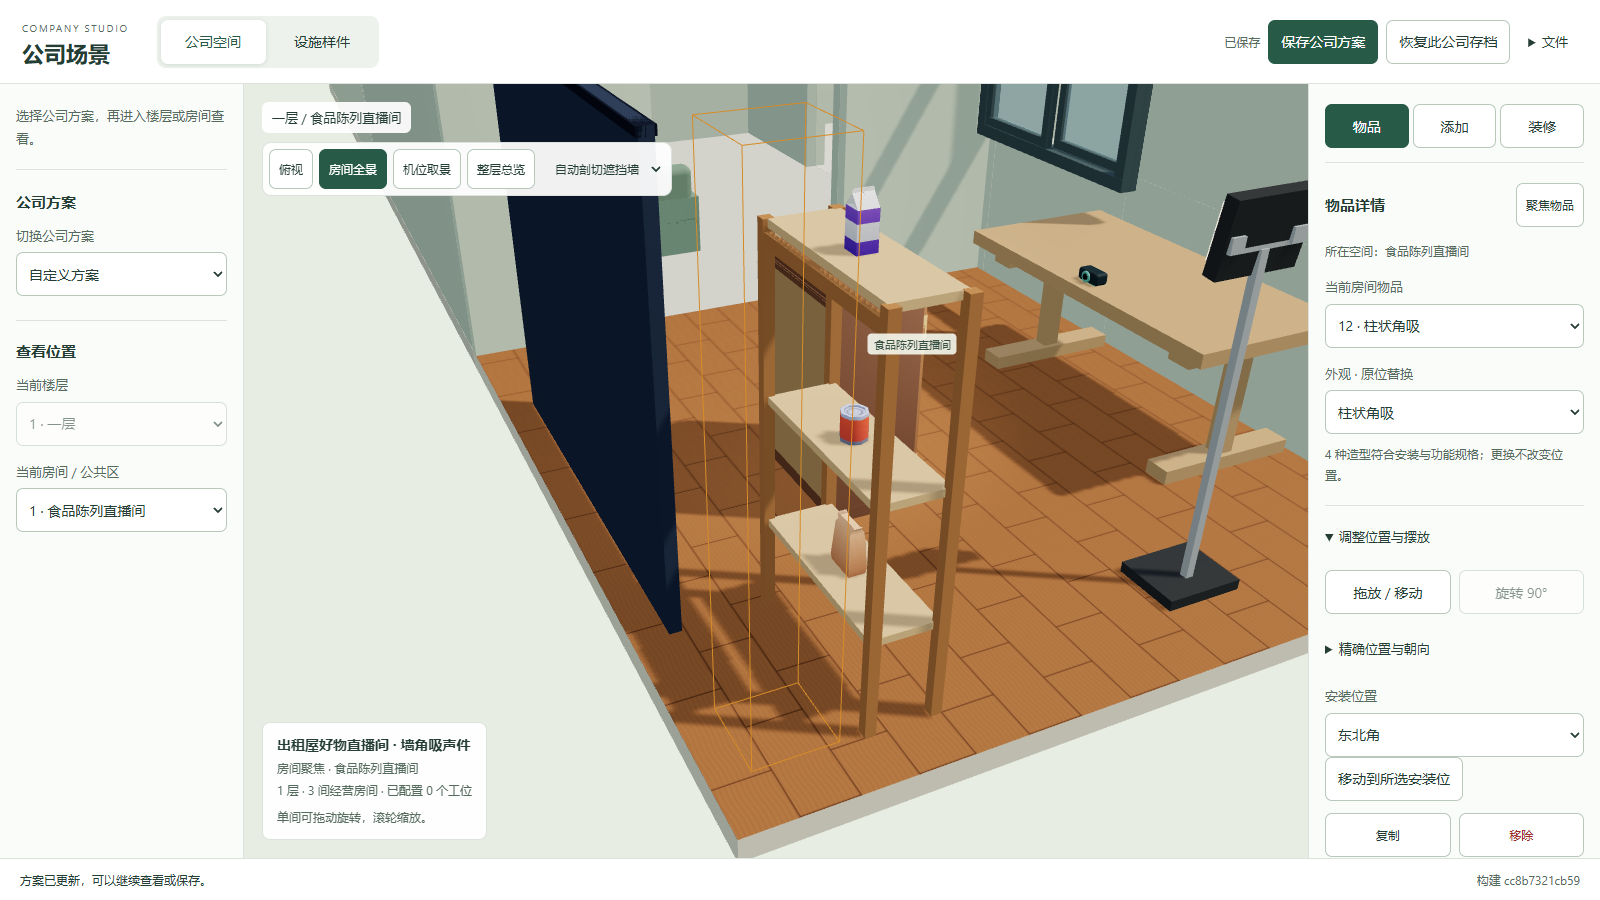 COMPANY STUDIO
公司场景
公司空间
设施样件
已保存
保存公司方案
恢复此公司存档
▶ 文件
选择公司方案，再进入楼层或房间查
看。
公司方案
切换公司方案
自定义方案
查看位置
当前楼层
1 · 一层
当前房间 / 公共区
1 · 食品陈列直播间
一层 / 食品陈列直播间
俯视
房间全景
机位取景
整层总览
自动剖切遮挡墙
食品陈列直播间
出租屋好物直播间 · 墙角吸声件
房间聚焦 · 食品陈列直播间
1 层 · 3 间经营房间 · 已配置 0 个工位
单间可拖动旋转，滚轮缩放。
物品
添加
装修
物品详情
聚焦物品
所在空间：食品陈列直播间
当前房间物品
12 · 柱状角吸
外观 · 原位替换
柱状角吸
4 种造型符合安装与功能规格；更换不改变位
置。
▼ 调整位置与摆放
拖放 / 移动
旋转 90°
▶ 精确位置与朝向
安装位置
东北角
移动到所选安装位
复制
移除
方案已更新，可以继续查看或保存。
构建 cc8b7321cb59